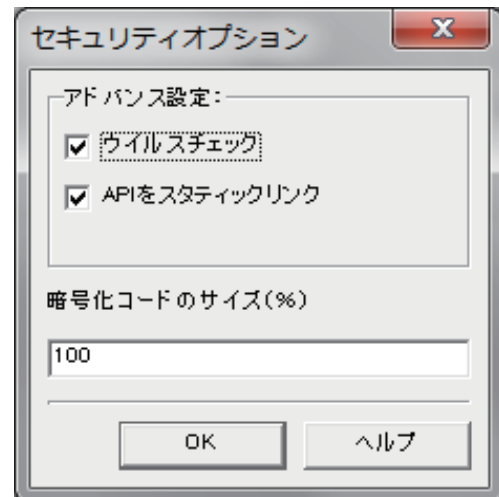 セキュリティオプション
アドバンス設定:
ウイルスチェック
APIをスタティックリンク
暗号化コードのサイズ(%)
100
OK
ヘルプ